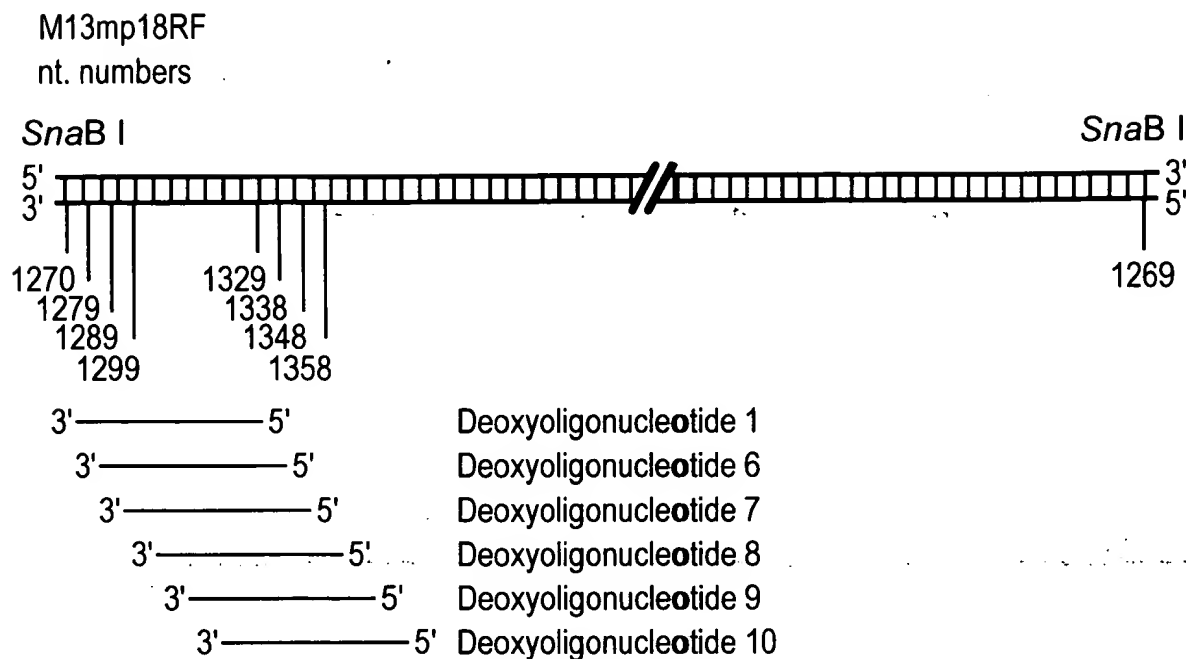 M13mp18RF
nt. numbers
SnaB I SnaB I
5' 3'
3' 5'
1270 1329 1269
1279 1338
1289 1348
1299 1358
3' 5' Deoxyoligonucleotide 1
3' 5' Deoxyoligonucleotide 6
3' 5' Deoxyoligonucleotide 7
3' 5' Deoxyoligonucleotide 8
3' 5' Deoxyoligonucleotide 9
3' 5' Deoxyoligonucleotide 10